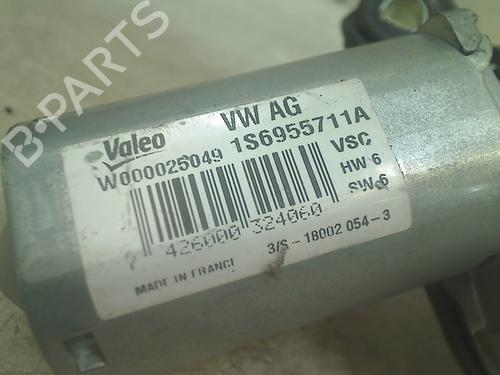 B-PARTS
VW AG
Valeo
1S6955711A
W000025049
VSC
HW-6
SW-6
7 426000 324060
3/S - 18002 054-3
MADE IN FRANCE